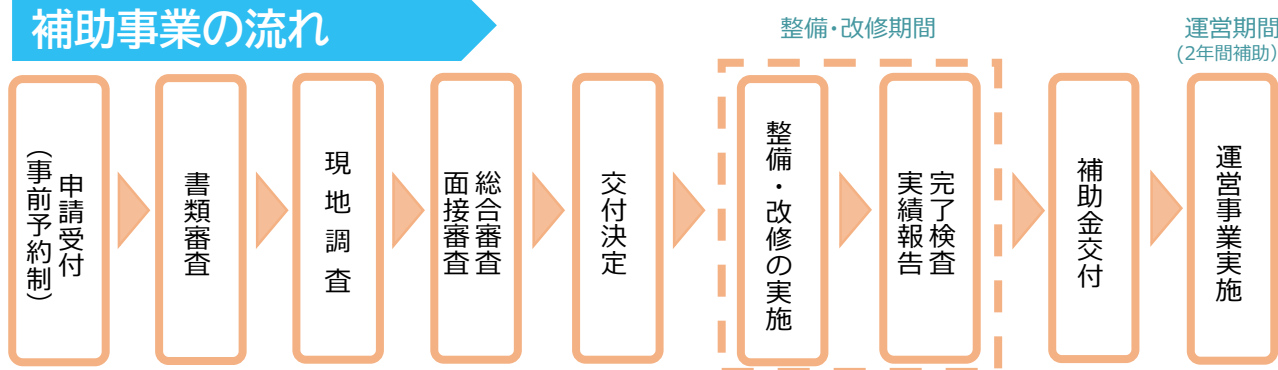 補助事業の流れ
整備・改修期間
運営期間
(2年間補助)
申請受付
(事前予約制)
書類審査
現地調査
総合審査
面接審査
交付決定
整備・改修の実施
完了検査
実績報告
補助金交付
運営事業実施